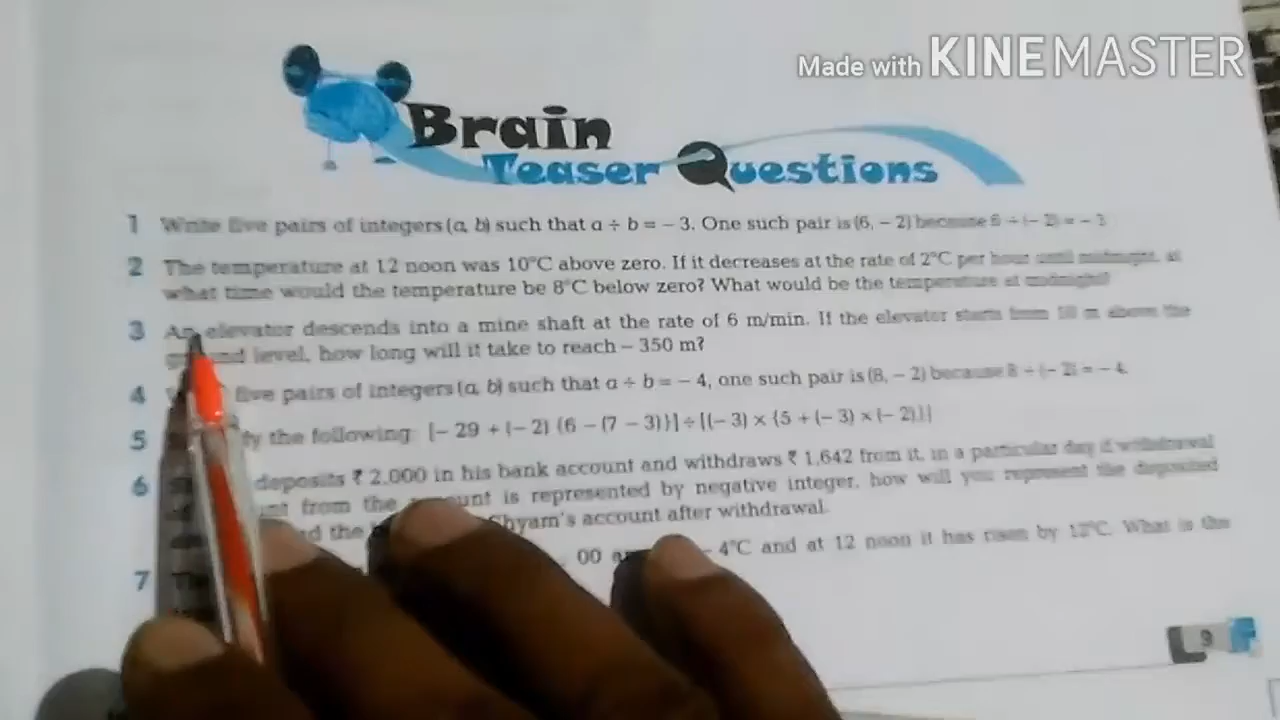 Made with KINEMASTER
Brain
Teaser Questions
1 Write five pairs of integers (a, b) such that a ÷ b = – 3. One such pair is (6, – 2) because 6 ÷ (– 2) = – 3
2 The temperature at 12 noon was 10°C above zero. If it decreases at the rate of 2°C per hour until midnight, at
what time would the temperature be 8°C below zero? What would be the temperature at midnight?
3 An elevator descends into a mine shaft at the rate of 6 m/min. If the elevator starts from 10 m above the
ground level, how long will it take to reach – 350 m?
4 five pairs of integers (a, b) such that a ÷ b = – 4, one such pair is (8, – 2) because 8 ÷ (– 2) = – 4.
5 the following: [– 29 + (– 2) {6 – (7 – 3)}] ÷ [(– 3) × {5 + (– 3) × (– 2)}]
6 deposits ₹ 2,000 in his bank account and withdraws ₹ 1,642 from it, in a particular day if withdrawal
from the is represented by negative integer, how will you represent the deposited
the Shyam's account after withdrawal.
7 00 – 4°C and at 12 noon it has risen by 12°C. What is the
9